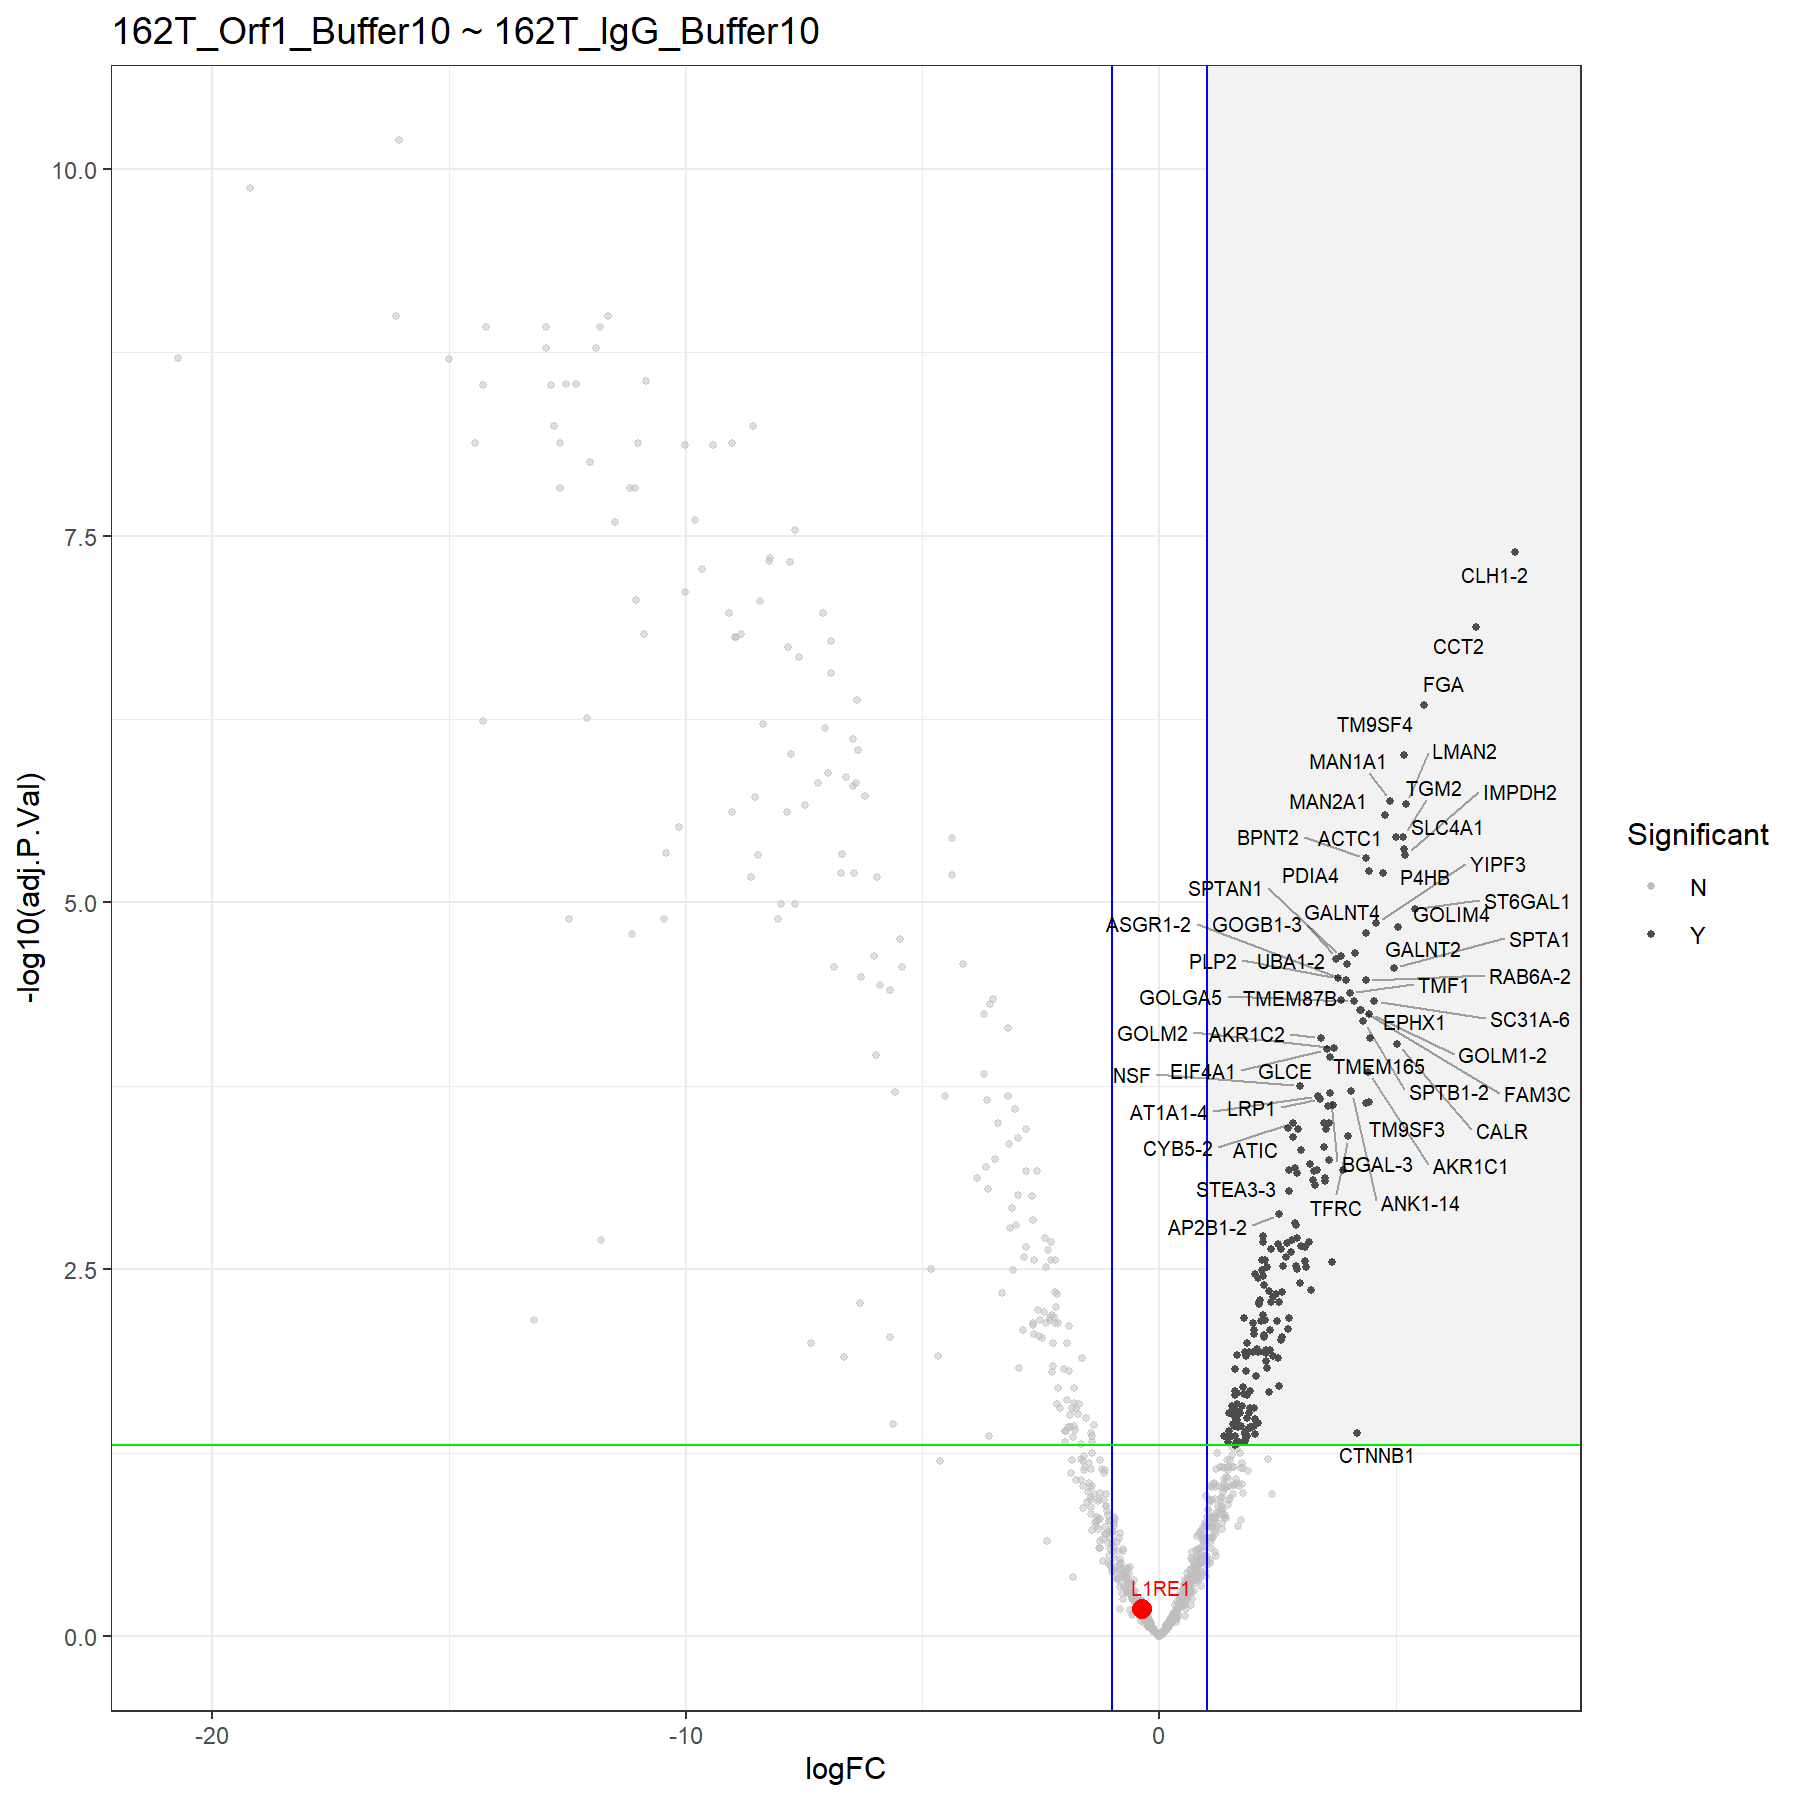 162T_Orf1_Buffer10 ~ 162T_IgG_Buffer10
-log10(adj.P.Val)
10.0
7.5
5.0
2.5
0.0
CLH1-2
CCT2
FGA
TM9SF4
LMAN2
MAN1A1
TGM2
IMPDH2
MAN2A1
SLC4A1
BPNT2
ACTC1
YIPF3
PDIA4
P4HB
SPTAN1
ST6GAL1
GALNT4
GOLIM4
ASGR1-2
GOGB1-3
SPTA1
GALNT2
PLP2
UBA1-2
RAB6A-2
TMF1
GOLGA5
TMEM87B
SC31A-6
EPHX1
GOLM2
AKR1C2
GOLM1-2
TMEM165
NSF
EIF4A1
GLCE
SPTB1-2
FAM3C
AT1A1-4
LRP1
TM9SF3
CALR
CYB5-2
ATIC
BGAL-3
AKR1C1
STEA3-3
TFRC
ANK1-14
AP2B1-2
CTNNB1
L1RE1
-20
-10
0
logFC
Significant
N
Y